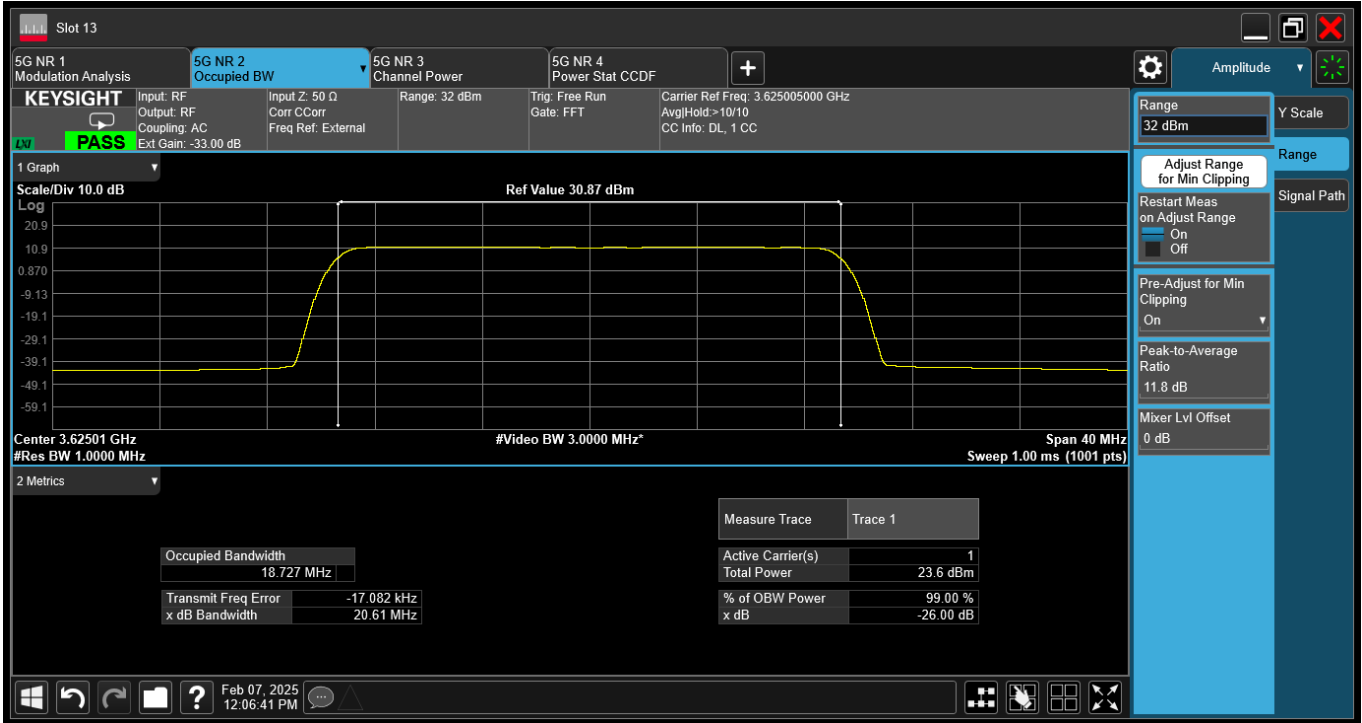 Slot 13
5G NR 1
Modulation Analysis
5G NR 2
Occupied BW
5G NR 3
Channel Power
5G NR 4
Power Stat CCDF
+
Amplitude
KEYSIGHT
LXI
PASS
Input: RF
Output: RF
Coupling: AC
Ext Gain: -33.00 dB
Input Z: 50 Ω
Corr CCorr
Freq Ref: External
Range: 32 dBm
Trig: Free Run
Gate: FFT
Carrier Ref Freq: 3.625005000 GHz
Avg|Hold:>10/10
CC Info: DL, 1 CC
1 Graph
Scale/Div 10.0 dB
Ref Value 30.87 dBm
Log
20.9
10.9
0.870
-9.13
-19.1
-29.1
-39.1
-49.1
-59.1
Center 3.62501 GHz
#Video BW 3.0000 MHz*
Span 40 MHz
#Res BW 1.0000 MHz
Sweep 1.00 ms (1001 pts)
2 Metrics
Measure Trace
Trace 1
Occupied Bandwidth
18.727 MHz
Active Carrier(s) 1
Total Power 23.6 dBm
Transmit Freq Error -17.082 kHz
x dB Bandwidth 20.61 MHz
% of OBW Power 99.00 %
x dB -26.00 dB
Range
32 dBm
Adjust Range
for Min Clipping
Restart Meas
on Adjust Range
On
Off
Pre-Adjust for Min
Clipping
On
Peak-to-Average
Ratio
11.8 dB
Mixer Lvl Offset
0 dB
Y Scale
Range
Signal Path
?
Feb 07, 2025
12:06:41 PM